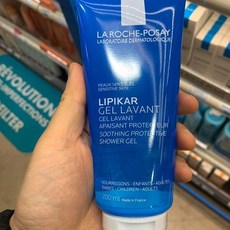 LA ROCHE-POSAY
LABORATOIRE DERMATOLOGIQUE
PEAUX SENSIBLES
SENSITIVE SKIN
LIPIKAR
GEL LAVANT
GEL LAVANT
APAISANT PROTECTEUR
SOOTHING PROTECTIVE
SHOWER GEL
NOURRISSONS - ENFANTS - ADULTES
BABIES - CHILDREN - ADULTS
200 ml Made in France